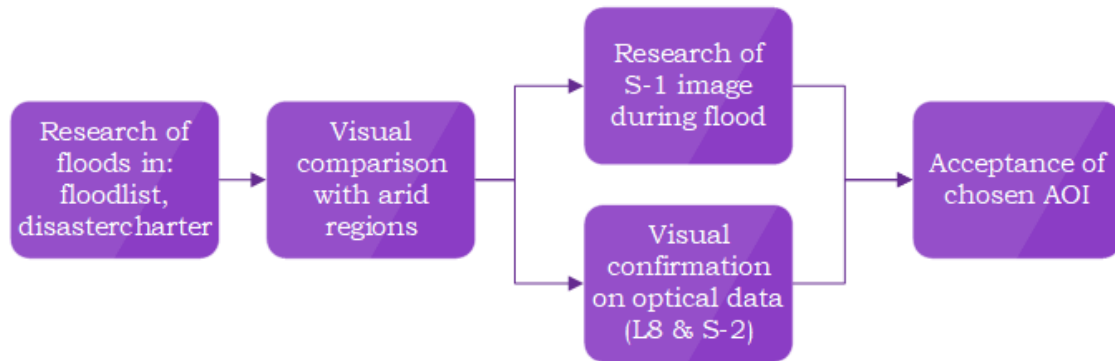 Research of
floods in:
floodlist,
disastercharter
Visual
comparison
with arid
regions
Research of
S-1 image
during flood
Visual
confirmation
on optical data
(L8 & S-2)
Acceptance of
chosen AOI